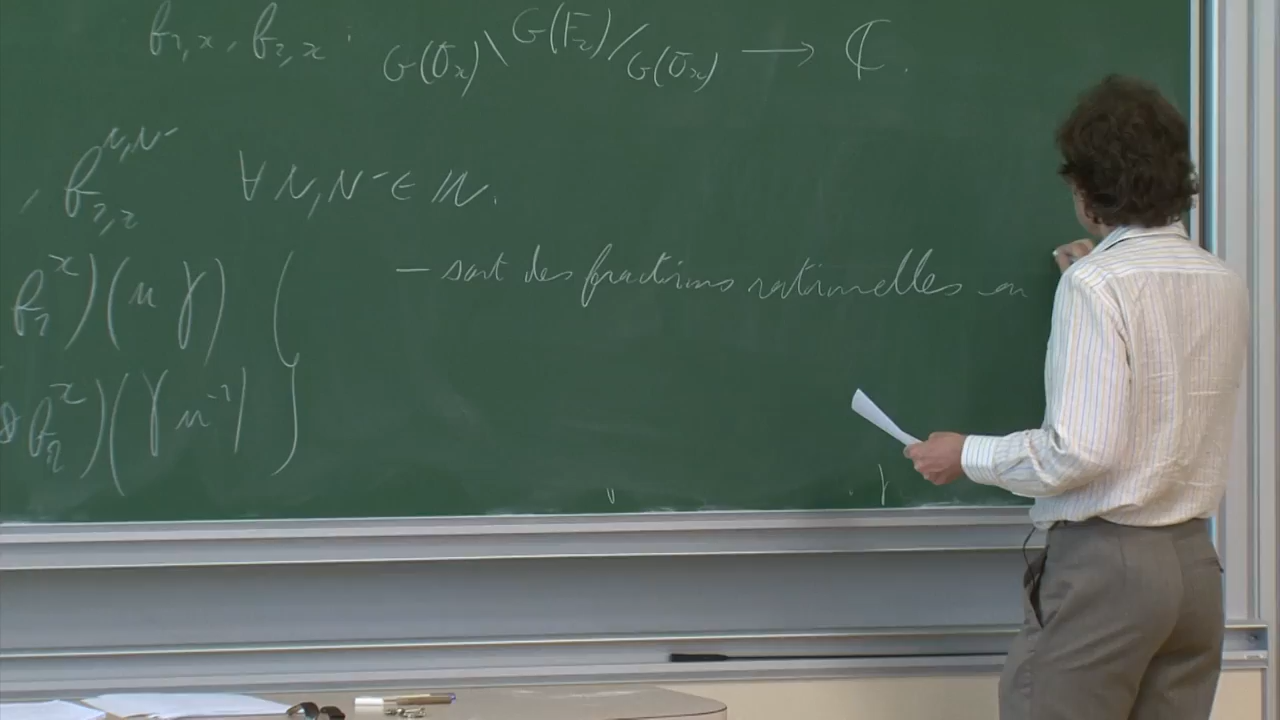 f₁,ₓ, f₂,ₓ : G(Oₓ)\G(Fₓ)/G(Oₓ) ⟶ ℂ.
, f₂,ₓ^{N,N⁻} ∀ N,N⁻ ∈ ℕ.
— sont des fractions rationnelles en
f₁^x)(u γ)
f₂^x)(γ u⁻¹)